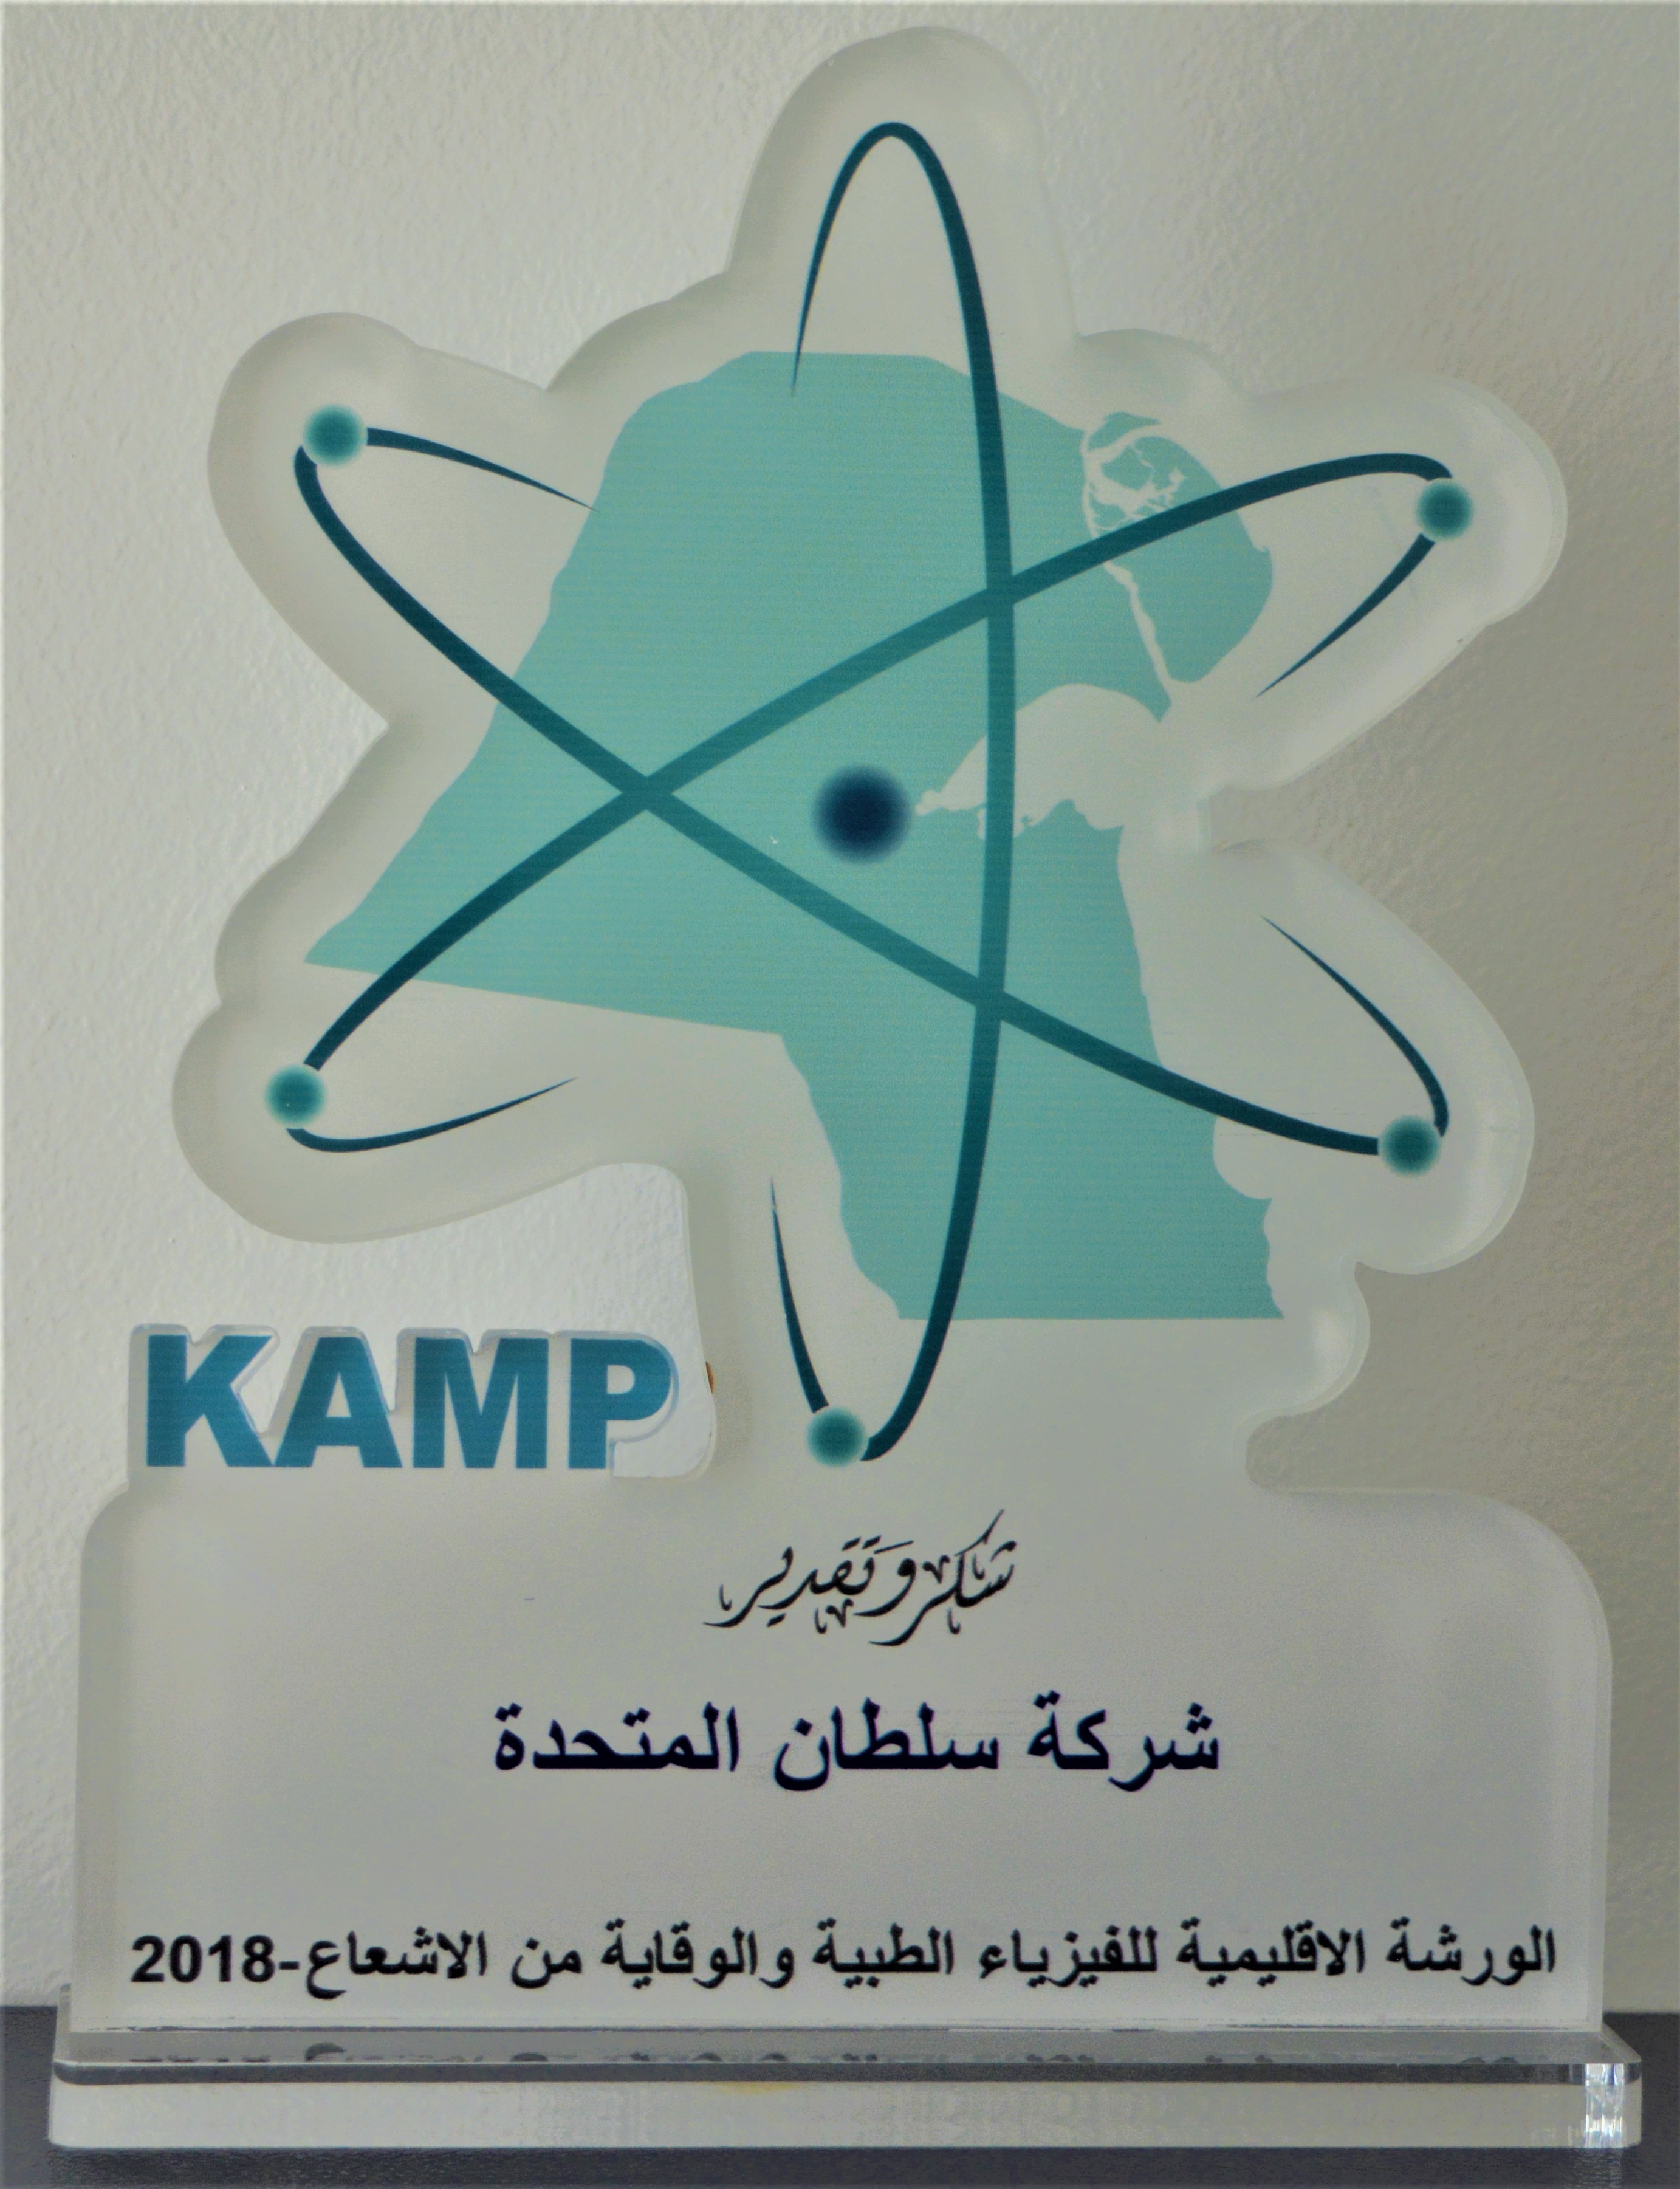 KAMP
شكر وتقدير
شركة سلطان المتحدة
الورشة الاقليمية للفيزياء الطبية والوقاية من الاشعاع-2018